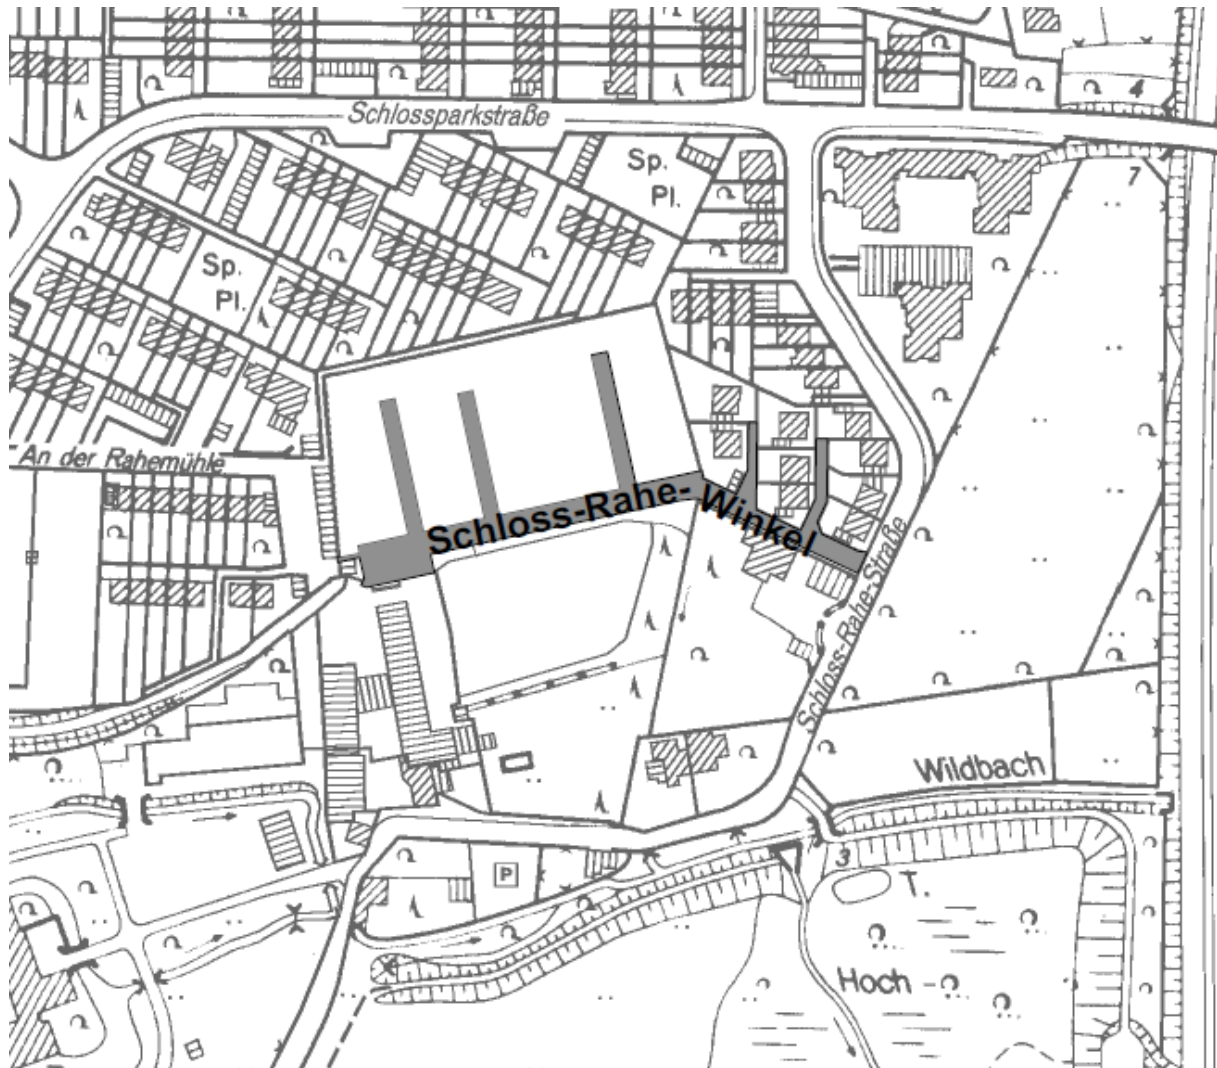 4
Schlossparkstraße
Sp.
Pl.
7
Sp.
Pl.
An der Rahemühle
Schloss-Rahe-Winkel
Schloss-Rahe-Straße
Wildbach
3
P
T.
Hoch -